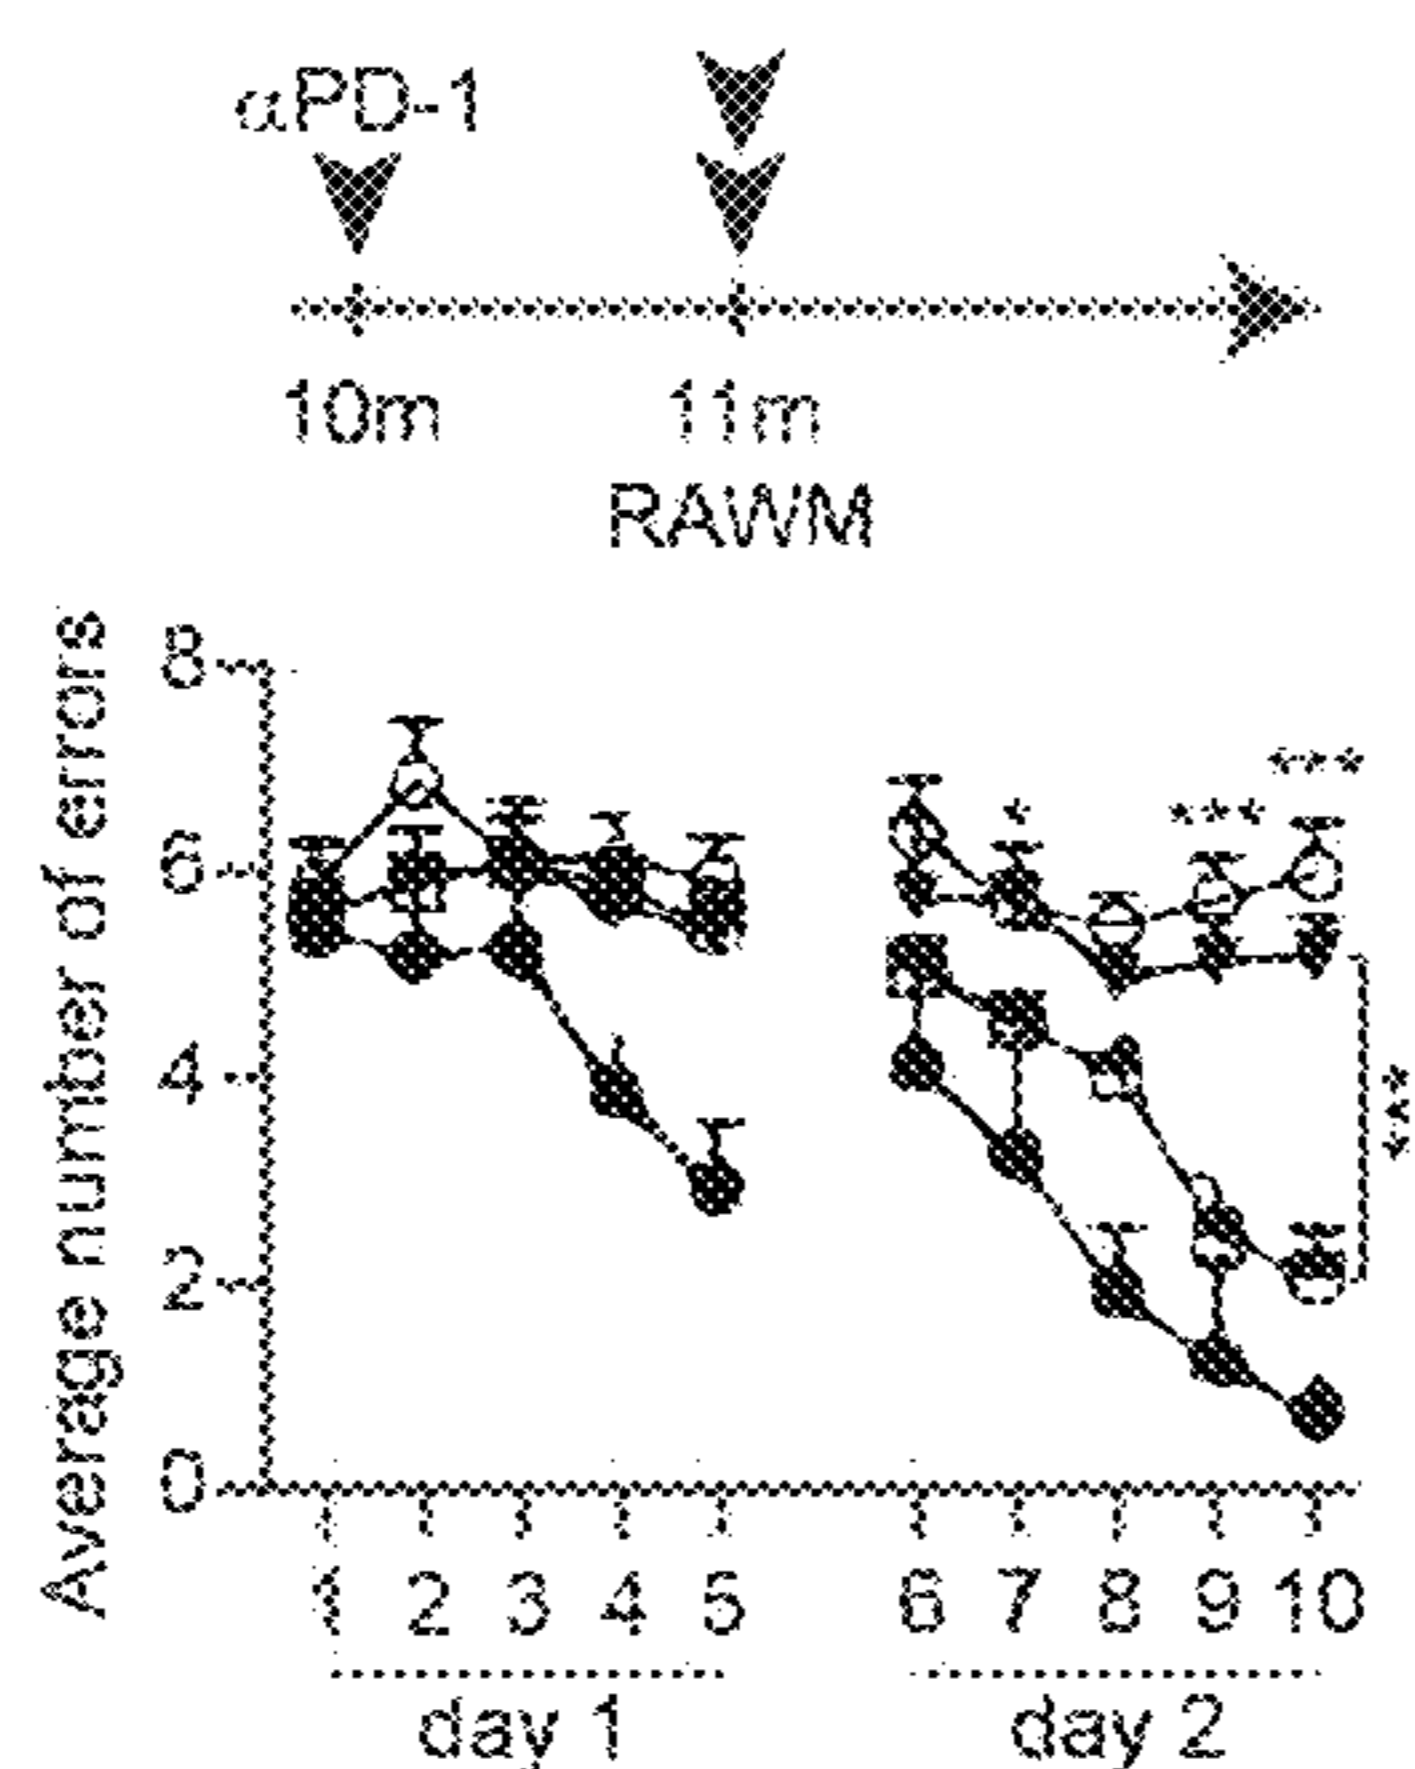 αPD-1
10m 11m
RAWM
Average number of errors
8
6
4
2
0
* *** ***
***
1 2 3 4 5 6 7 8 9 10
day 1 day 2